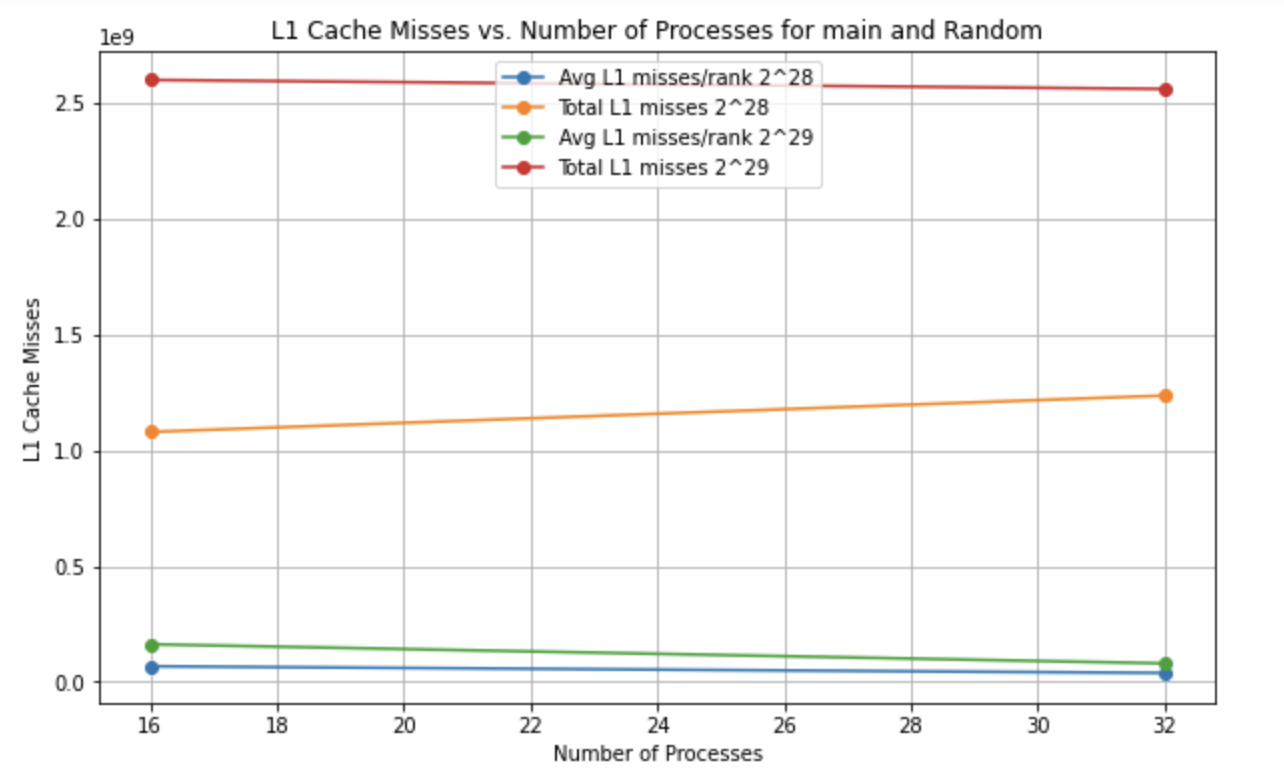 L1 Cache Misses vs. Number of Processes for main and Random
1e9
Avg L1 misses/rank 2^28
Total L1 misses 2^28
Avg L1 misses/rank 2^29
Total L1 misses 2^29
2.5
2.0
1.5
1.0
0.5
0.0
L1 Cache Misses
16 18 20 22 24 26 28 30 32
Number of Processes